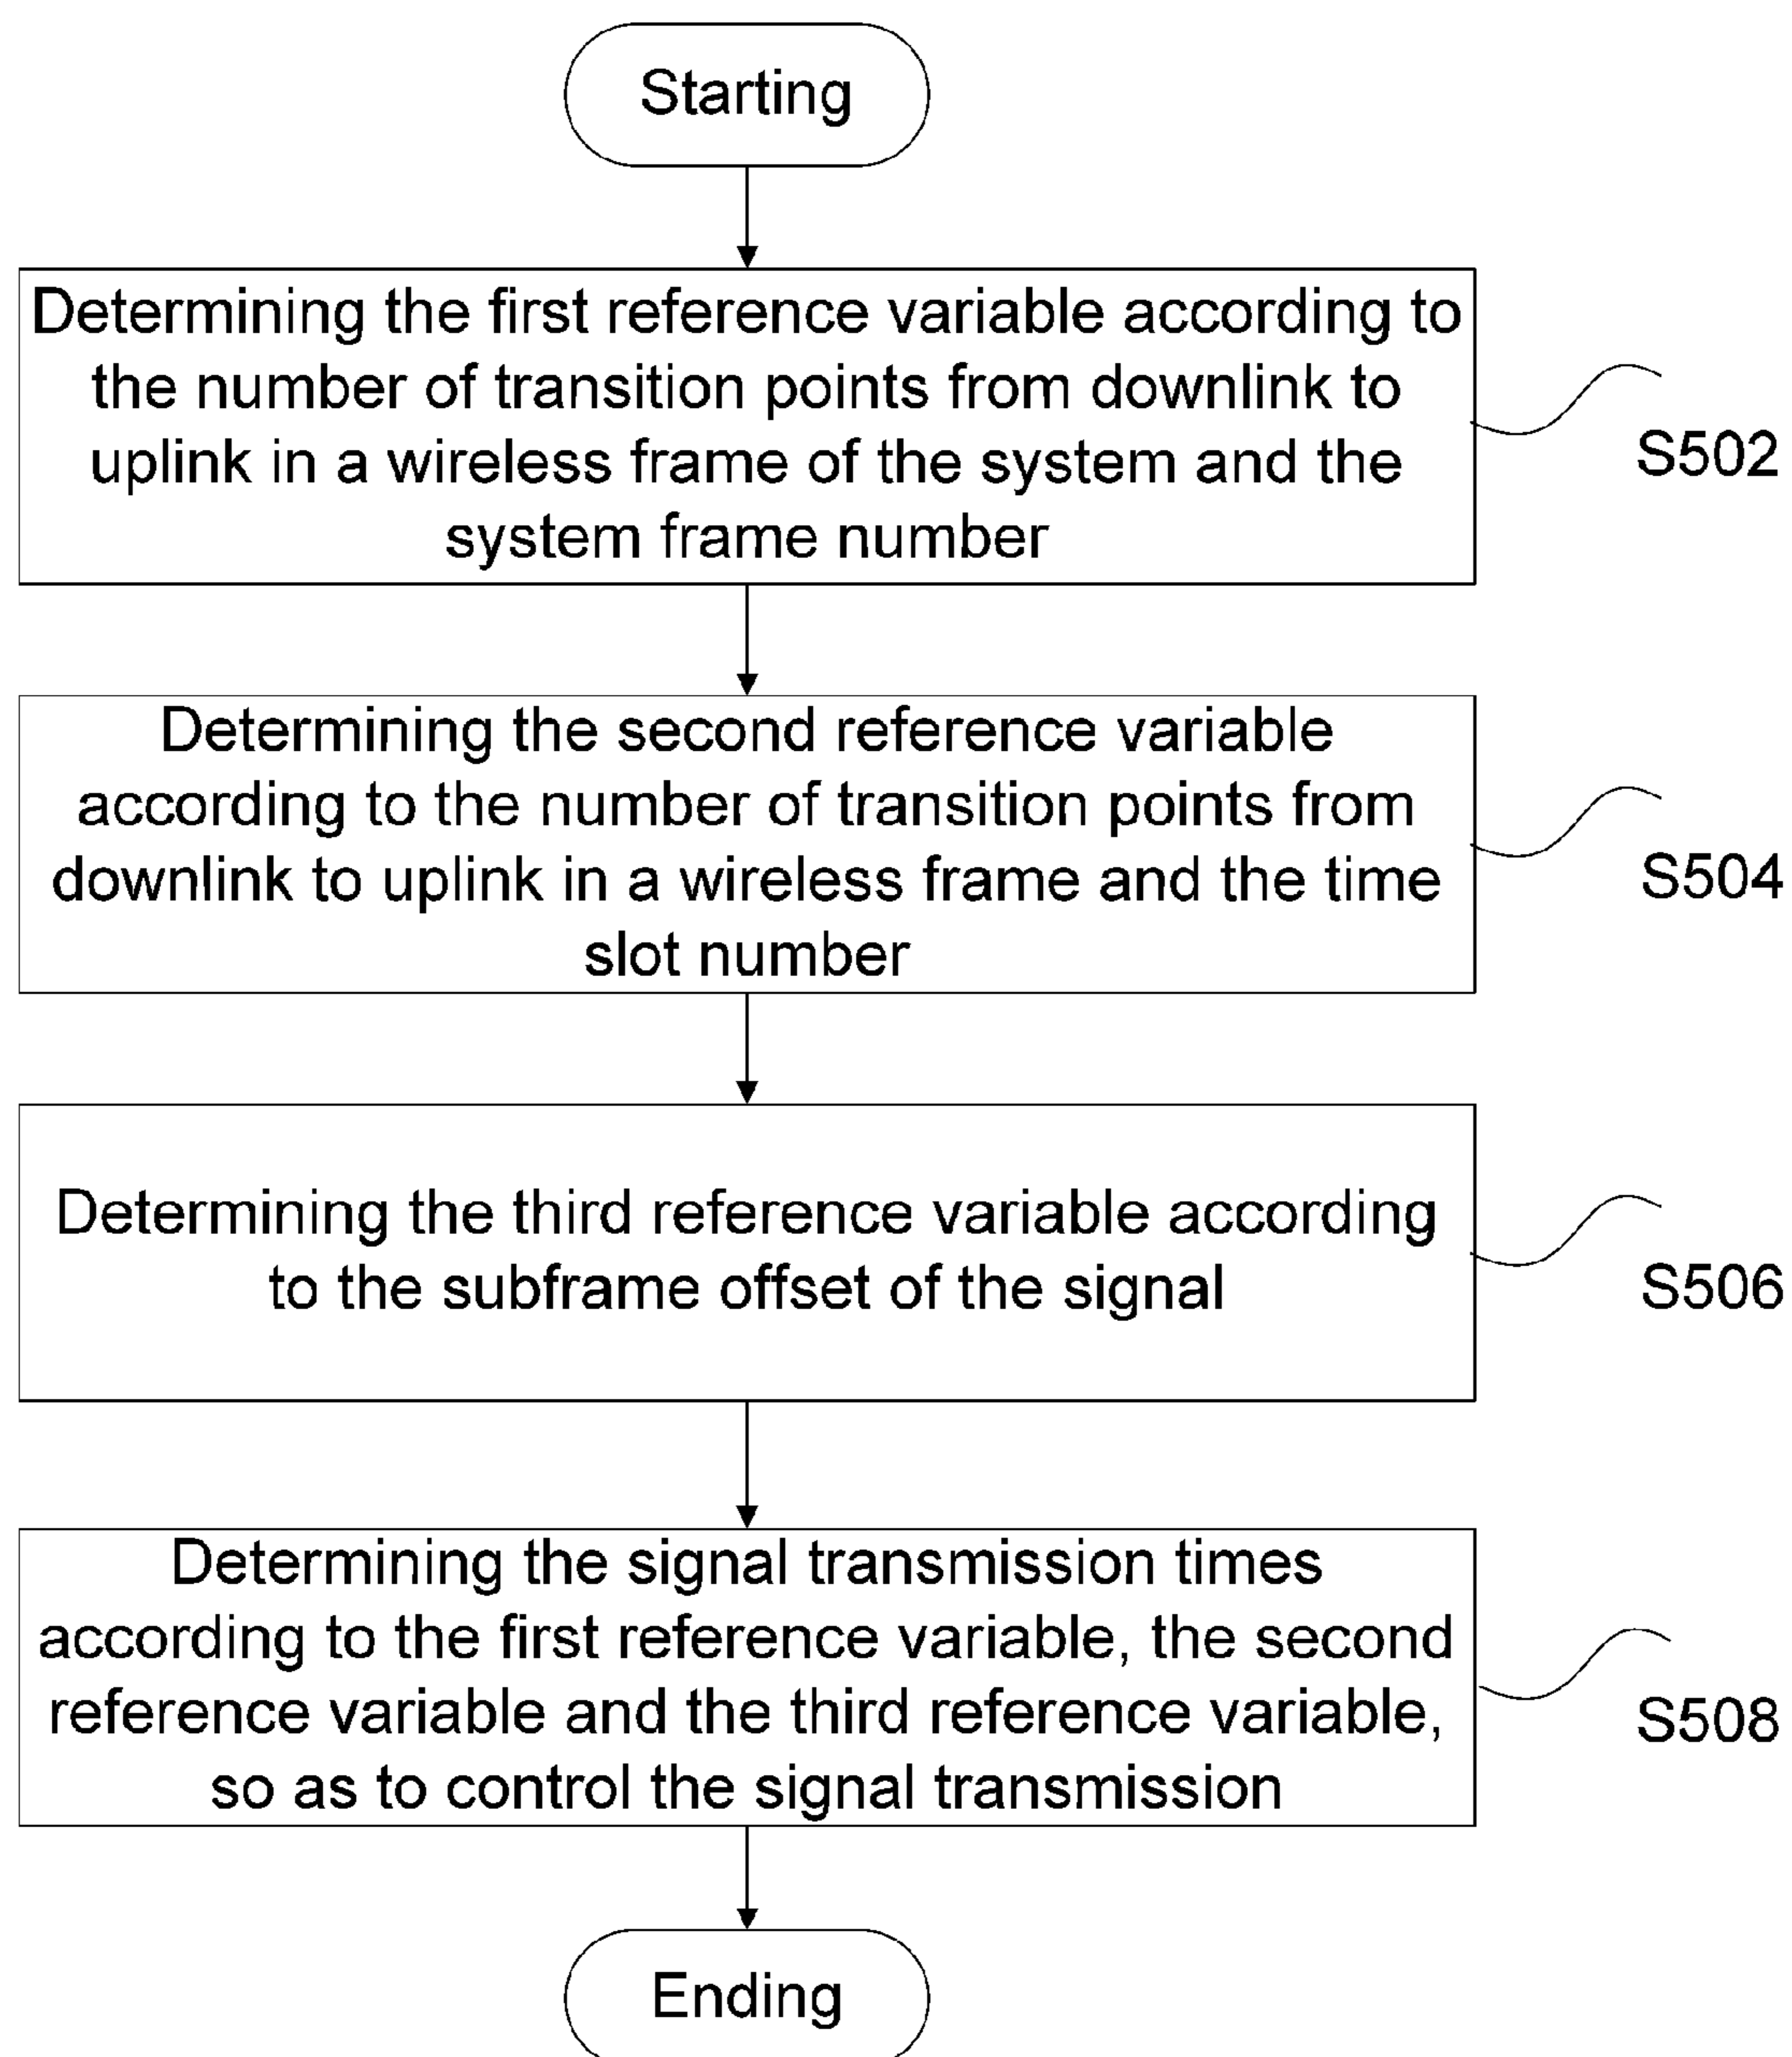 Starting
Determining the first reference variable according to
the number of transition points from downlink to
uplink in a wireless frame of the system and the
system frame number
S502
Determining the second reference variable
according to the number of transition points from
downlink to uplink in a wireless frame and the time
slot number
S504
Determining the third reference variable according
to the subframe offset of the signal
S506
Determining the signal transmission times
according to the first reference variable, the second
reference variable and the third reference variable,
so as to control the signal transmission
S508
Ending